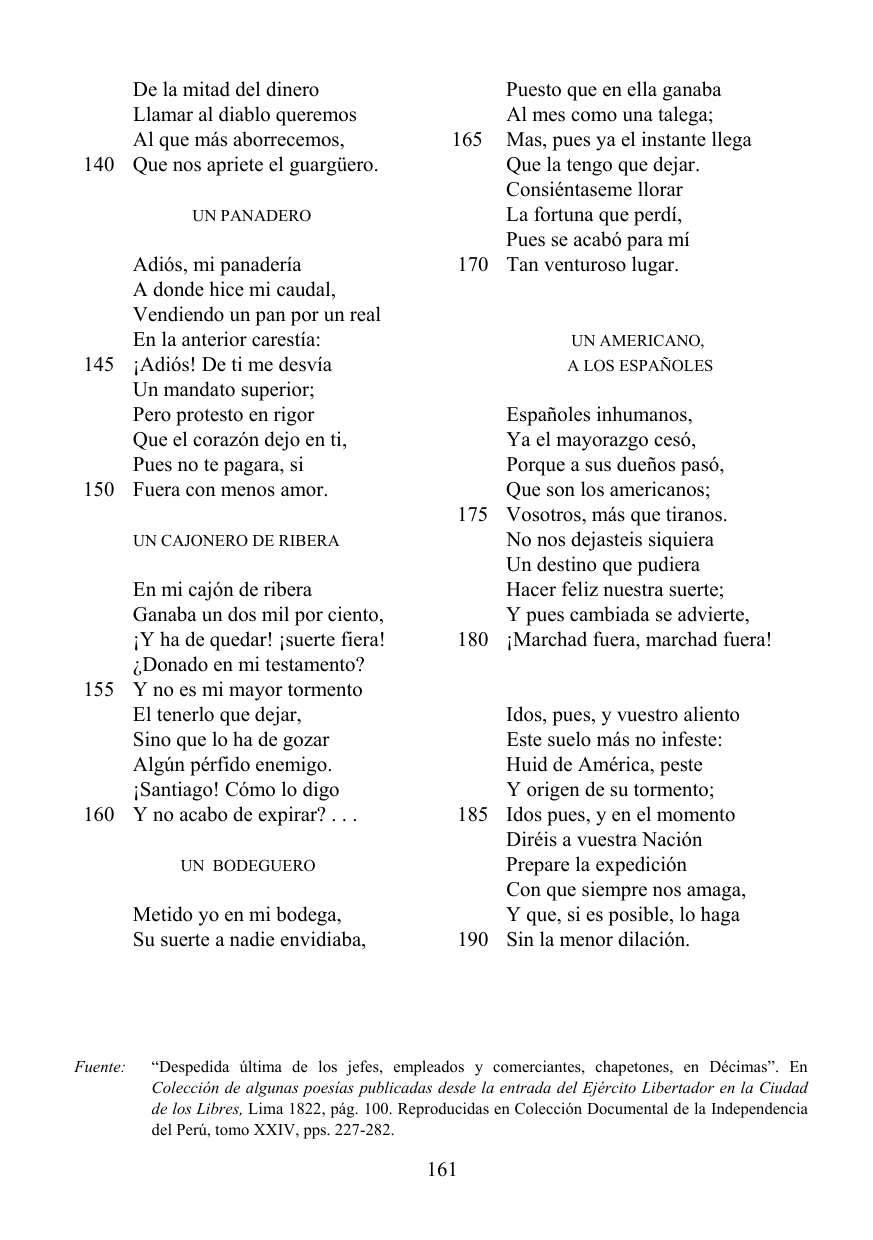 De la mitad del dinero
Llamar al diablo queremos
Al que más aborrecemos,
140 Que nos apriete el guargüero.
UN PANADERO
Adiós, mi panadería
A donde hice mi caudal,
Vendiendo un pan por un real
En la anterior carestía:
145 ¡Adiós! De ti me desvía
Un mandato superior;
Pero protesto en rigor
Que el corazón dejo en ti,
Pues no te pagara, si
150 Fuera con menos amor.
UN CAJONERO DE RIBERA
En mi cajón de ribera
Ganaba un dos mil por ciento,
¡Y ha de quedar! ¡suerte fiera!
¿Donado en mi testamento?
155 Y no es mi mayor tormento
El tenerlo que dejar,
Sino que lo ha de gozar
Algún pérfido enemigo.
¡Santiago! Cómo lo digo
160 Y no acabo de expirar? . . .
UN BODEGUERO
Metido yo en mi bodega,
Su suerte a nadie envidiaba,
Puesto que en ella ganaba
Al mes como una talega;
165 Mas, pues ya el instante llega
Que la tengo que dejar.
Consiéntaseme llorar
La fortuna que perdí,
Pues se acabó para mí
170 Tan venturoso lugar.
UN AMERICANO,
A LOS ESPAÑOLES
Españoles inhumanos,
Ya el mayorazgo cesó,
Porque a sus dueños pasó,
Que son los americanos;
175 Vosotros, más que tiranos.
No nos dejasteis siquiera
Un destino que pudiera
Hacer feliz nuestra suerte;
Y pues cambiada se advierte,
180 ¡Marchad fuera, marchad fuera!
Idos, pues, y vuestro aliento
Este suelo más no infeste:
Huid de América, peste
Y origen de su tormento;
185 Idos pues, y en el momento
Diréis a vuestra Nación
Prepare la expedición
Con que siempre nos amaga,
Y que, si es posible, lo haga
190 Sin la menor dilación.
Fuente: “Despedida última de los jefes, empleados y comerciantes, chapetones, en Décimas”. En
Colección de algunas poesías publicadas desde la entrada del Ejército Libertador en la Ciudad
de los Libres, Lima 1822, pág. 100. Reproducidas en Colección Documental de la Independencia
del Perú, tomo XXIV, pps. 227-282.
161